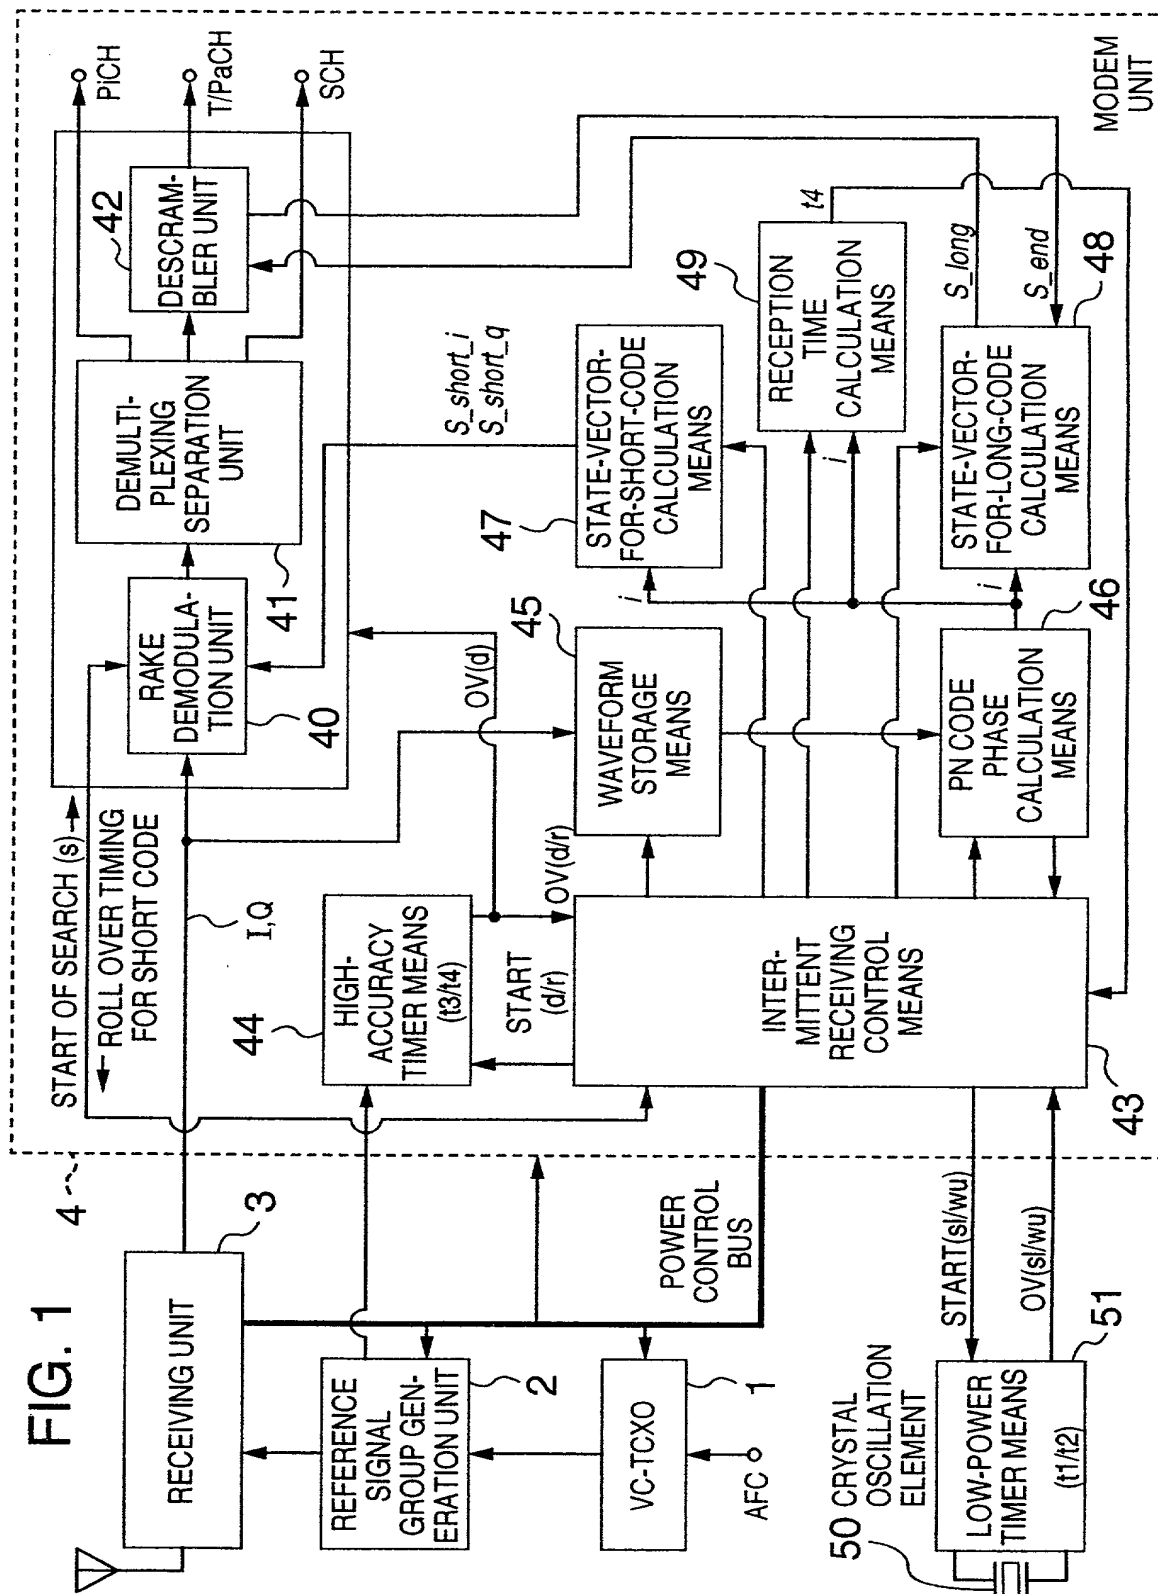 FIG. 1
4
RECEIVING UNIT
3
REFERENCE
SIGNAL
GROUP GEN-
ERATION UNIT
2
VC-TCXO
1
AFC
50 CRYSTAL
OSCILLATION
ELEMENT
LOW-POWER
TIMER MEANS
(t1/t2)
51
POWER
CONTROL
BUS
START(sl/wu)
OV(sl/wu)
START OF SEARCH (s)
ROLL OVER TIMING
FOR SHORT CODE
I,Q
44
HIGH-
ACCURACY
TIMER MEANS
(t3/t4)
START
(d/r)
OV(d/r)
OV(d)
INTER-
MITTENT
RECEIVING
CONTROL
MEANS
43
RAKE
DEMODULA-
TION UNIT
40
DEMULTI-
PLEXING
SEPARATION
UNIT
41
42
DESCRAM-
BLER UNIT
PiCH
T/PaCH
SCH
45
WAVEFORM
STORAGE
MEANS
PN CODE
PHASE
CALCULATION
MEANS
46
S_short_i
S_short_q
47
STATE-VECTOR-
FOR-SHORT-CODE
CALCULATION
MEANS
i
i
i
49
RECEPTION
TIME
CALCULATION
MEANS
t4
STATE-VECTOR-
FOR-LONG-CODE
CALCULATION
MEANS
48
S_long
S_end
MODEM
UNIT